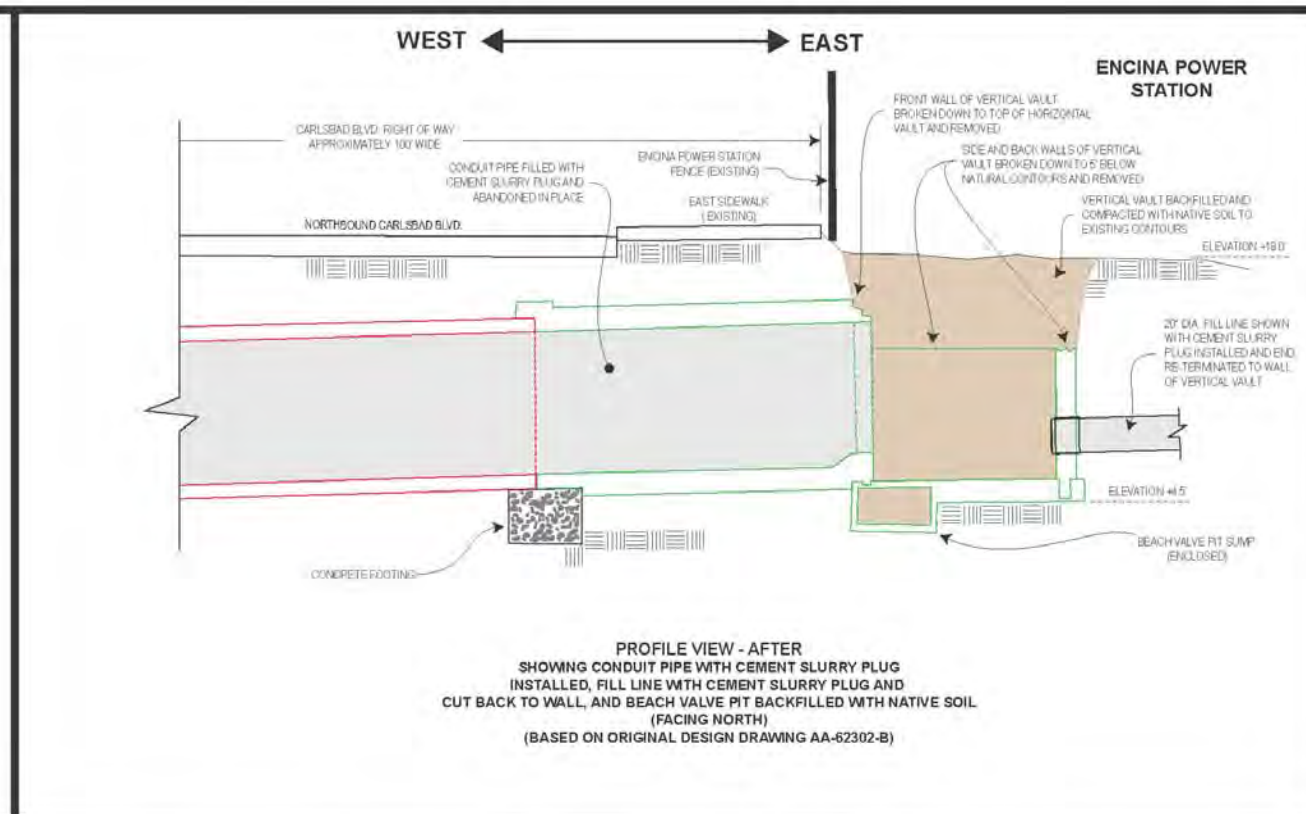 WEST
EAST
ENCINA POWER
STATION
FRONT WALL OF VERTICAL VAULT
BROKEN DOWN TO TOP OF HORIZONTAL
VAULT AND REMOVED
CARLSBAD BLVD. RIGHT OF WAY
APPROXIMATELY 100' WIDE
ENCINA POWER STATION
FENCE (EXISTING)
SIDE AND BACK WALLS OF VERTICAL
VAULT BROKEN DOWN TO 5' BELOW
NATURAL CONTOURS AND REMOVED
CONDUIT PIPE FILLED WITH
CEMENT SLURRY PLUG AND
ABANDONED IN PLACE
EAST SIDEWALK
(EXISTING)
VERTICAL VAULT BACKFILLED AND
COMPACTED WITH NATIVE SOIL TO
EXISTING CONTOURS
NORTHBOUND CARLSBAD BLVD.
ELEVATION +18.0'
20" DIA. FILL LINE SHOWN
WITH CEMENT SLURRY
PLUG INSTALLED AND END
RE-TERMINATED TO WALL
OF VERTICAL VAULT
ELEVATION +4.5'
BEACH VALVE PIT SUMP
(ENCLOSED)
CONCRETE FOOTING
PROFILE VIEW - AFTER
SHOWING CONDUIT PIPE WITH CEMENT SLURRY PLUG
INSTALLED, FILL LINE WITH CEMENT SLURRY PLUG AND
CUT BACK TO WALL, AND BEACH VALVE PIT BACKFILLED WITH NATIVE SOIL
(FACING NORTH)
(BASED ON ORIGINAL DESIGN DRAWING AA-62302-B)